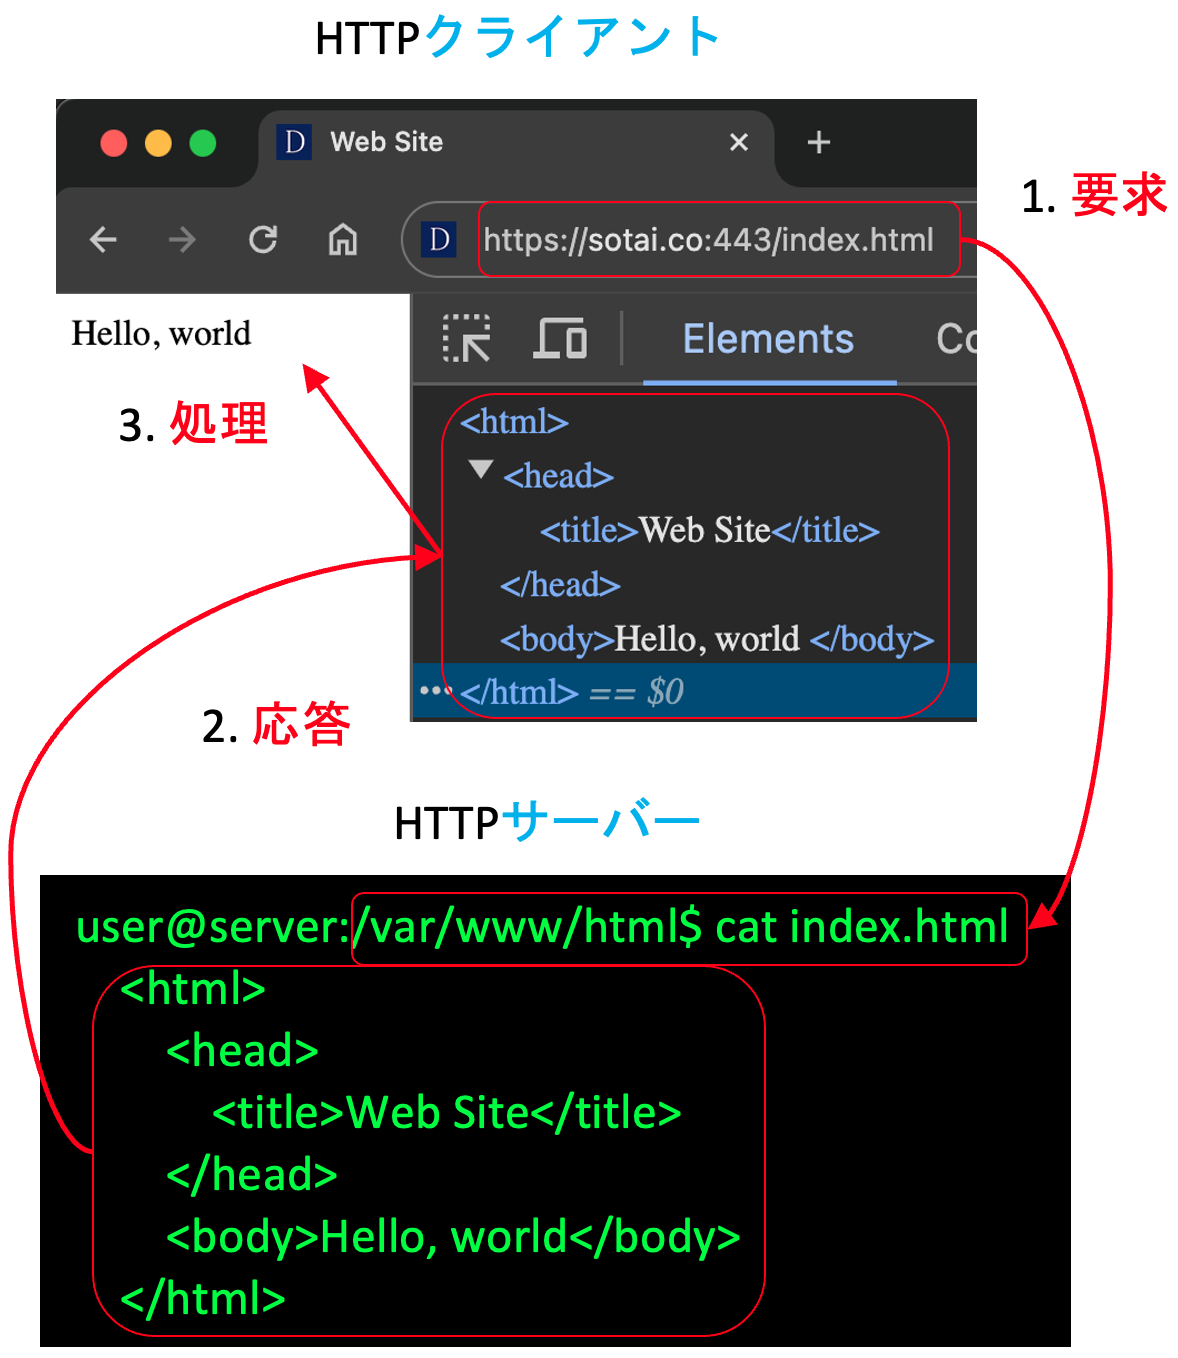 HTTPクライアント
D Web Site × +
1. 要求
D https://sotai.co:443/index.html
Hello, world
Elements
3. 処理
<html>
▼ <head>
<title>Web Site</title>
</head>
<body>Hello, world </body>
••• </html> == $0
2. 応答
HTTPサーバー
user@server:/var/www/html$ cat index.html
<html>
<head>
<title>Web Site</title>
</head>
<body>Hello, world</body>
</html>